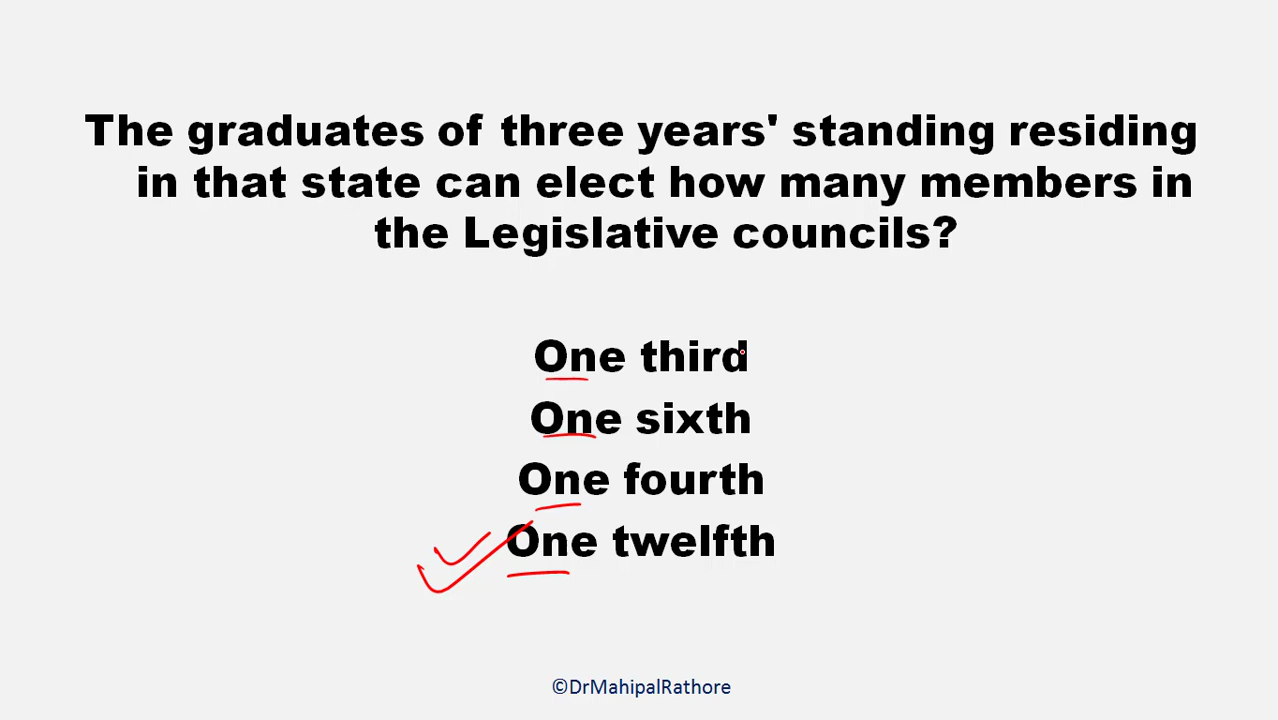 The graduates of three years' standing residing
in that state can elect how many members in
the Legislative councils?
One third
One sixth
One fourth
One twelfth
©DrMahipalRathore